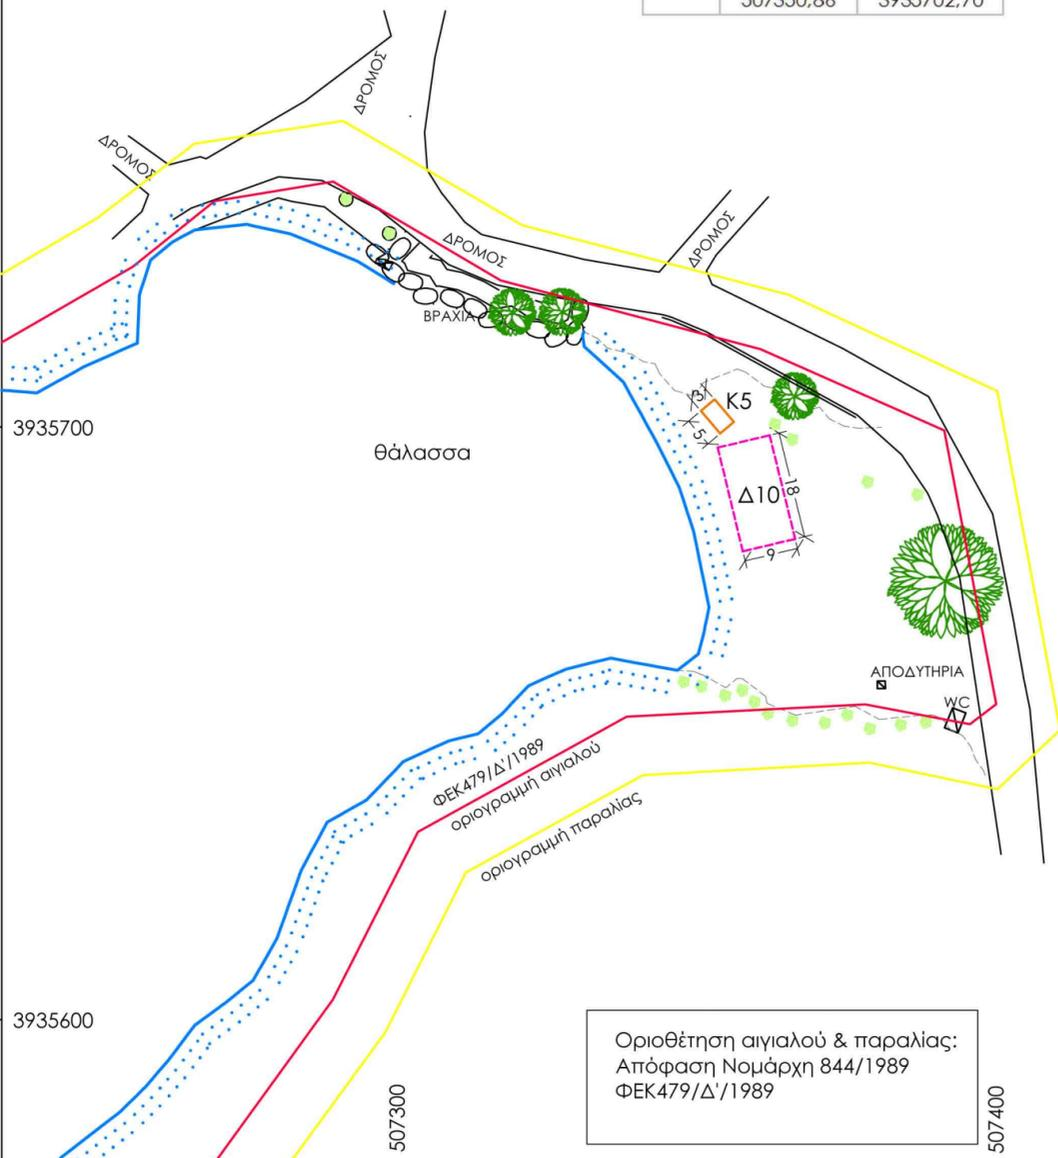 507350,86 3935702,70
ΔΡΟΜΟΣ
ΔΡΟΜΟΣ
ΔΡΟΜΟΣ
ΔΡΟΜΟΣ
ΒΡΑΧΙΑ
3
Κ5
5
3935700
θάλασσα
Δ10
18
9
ΑΠΟΔΥΤΗΡΙΑ
WC
ΦΕΚ479/Δ'/1989
οριογραμμή αιγιαλού
οριογραμμή παραλίας
3935600
507300
Οριοθέτηση αιγιαλού & παραλίας:
Απόφαση Νομάρχη 844/1989
ΦΕΚ479/Δ'/1989
507400